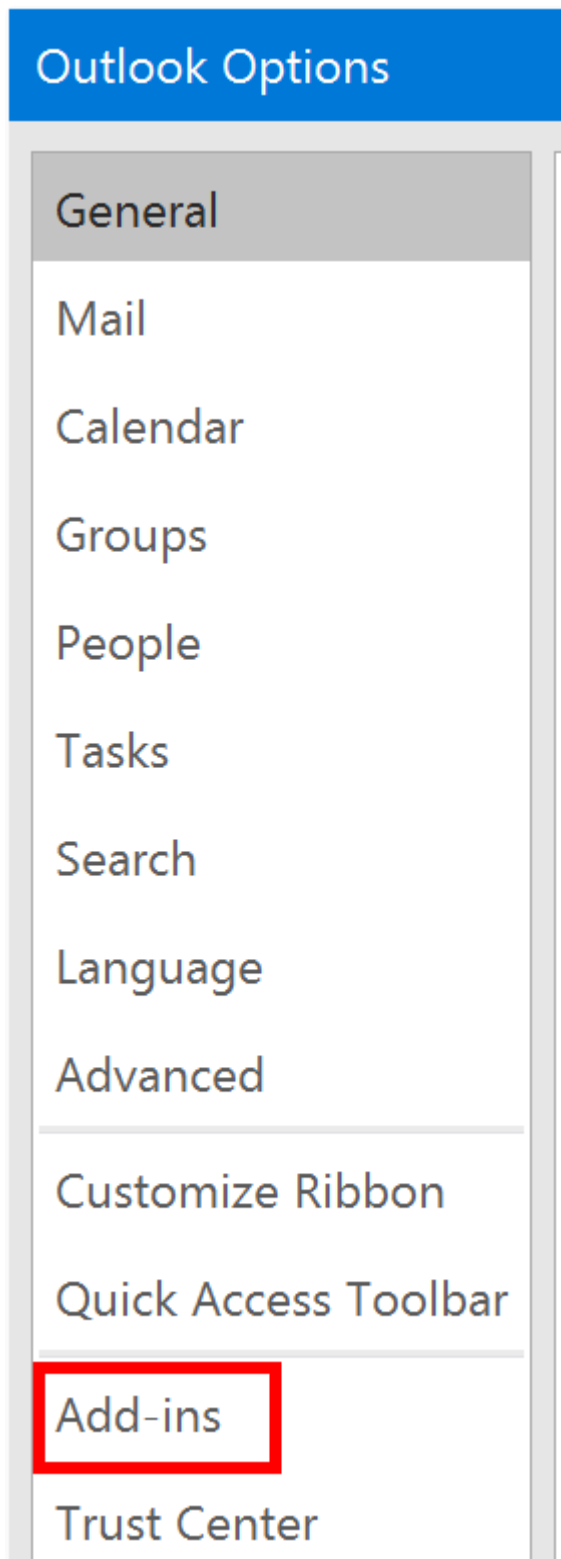 Outlook Options
General
Mail
Calendar
Groups
People
Tasks
Search
Language
Advanced
Customize Ribbon
Quick Access Toolbar
Add-ins
Trust Center